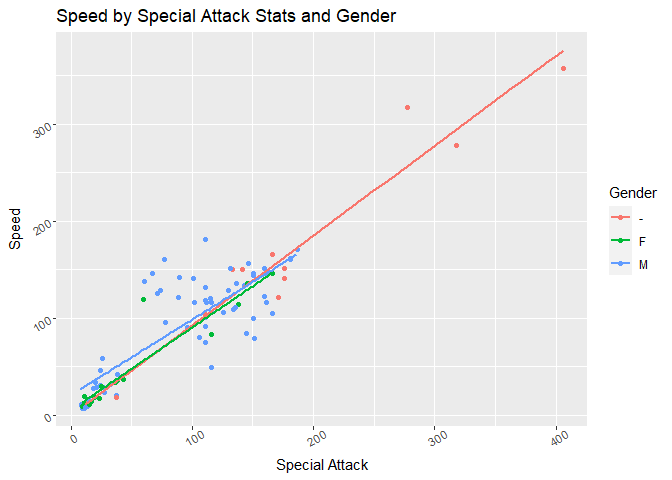 Speed by Special Attack Stats and Gender
Speed
300
200
100
0
0
100
200
300
400
Special Attack
Gender
-
F
M